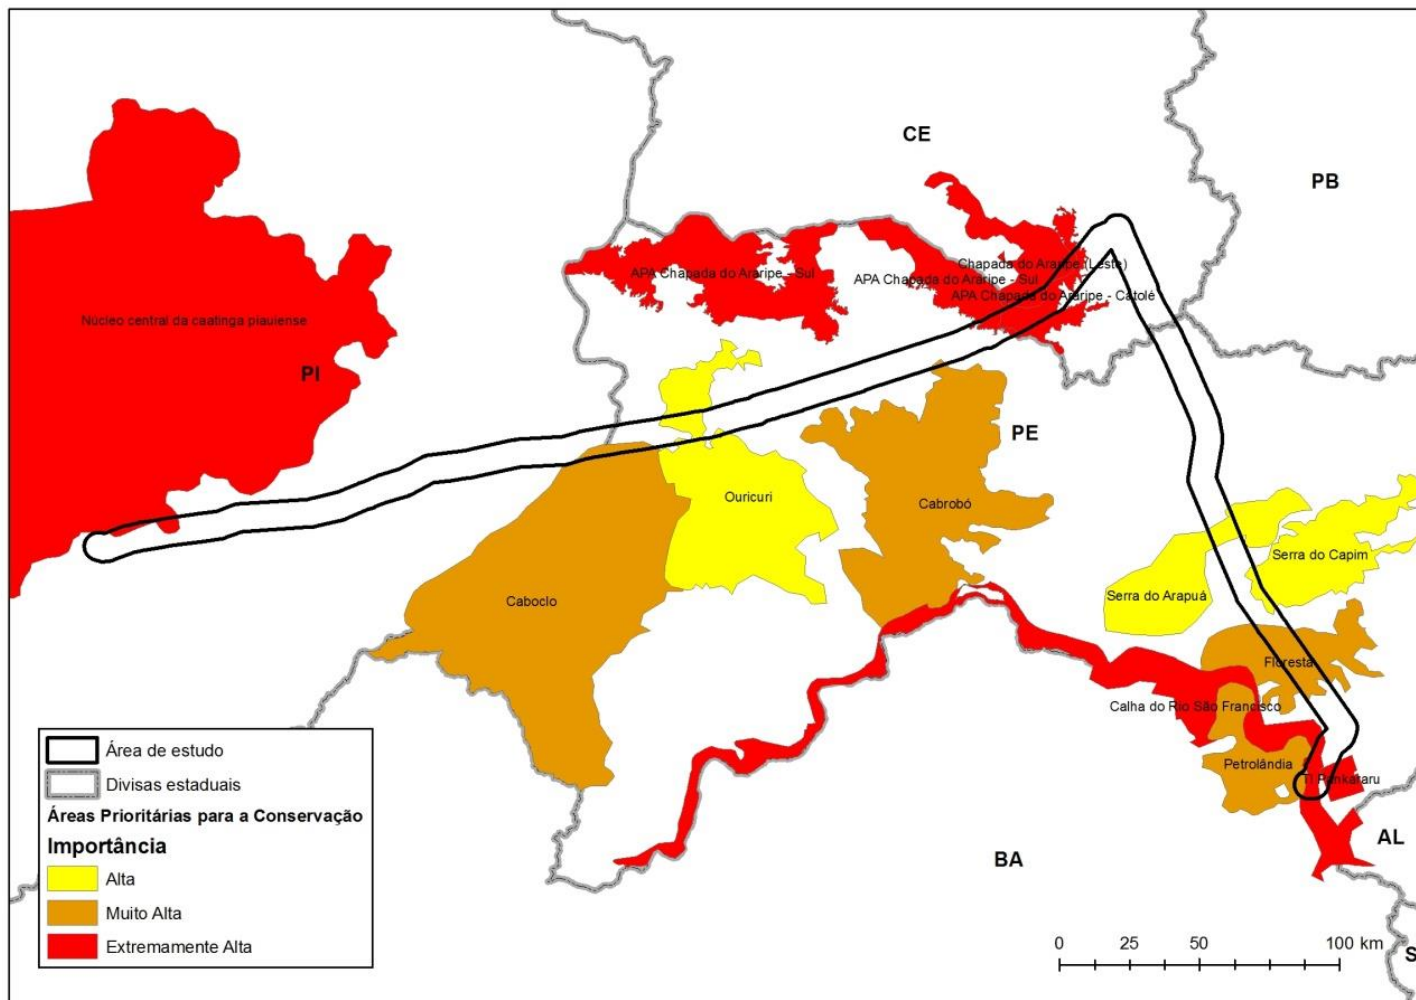 CE
PB
Chapada do Araripe (Leste)
APA Chapada do Araripe - Sul
APA Chapada do Araripe - Sul
APA Chapada do Araripe - Catolé
Núcleo central da caatinga piauiense
PI
PE
Ouricuri
Cabrobó
Serra do Capim
Serra do Arapuá
Caboclo
Floresta
Calha do Rio São Francisco
Petrolândia
TI Pankararu
AL
BA
S
Área de estudo
Divisas estaduais
Áreas Prioritárias para a Conservação
Importância
Alta
Muito Alta
Extremamente Alta
0 25 50 100 km